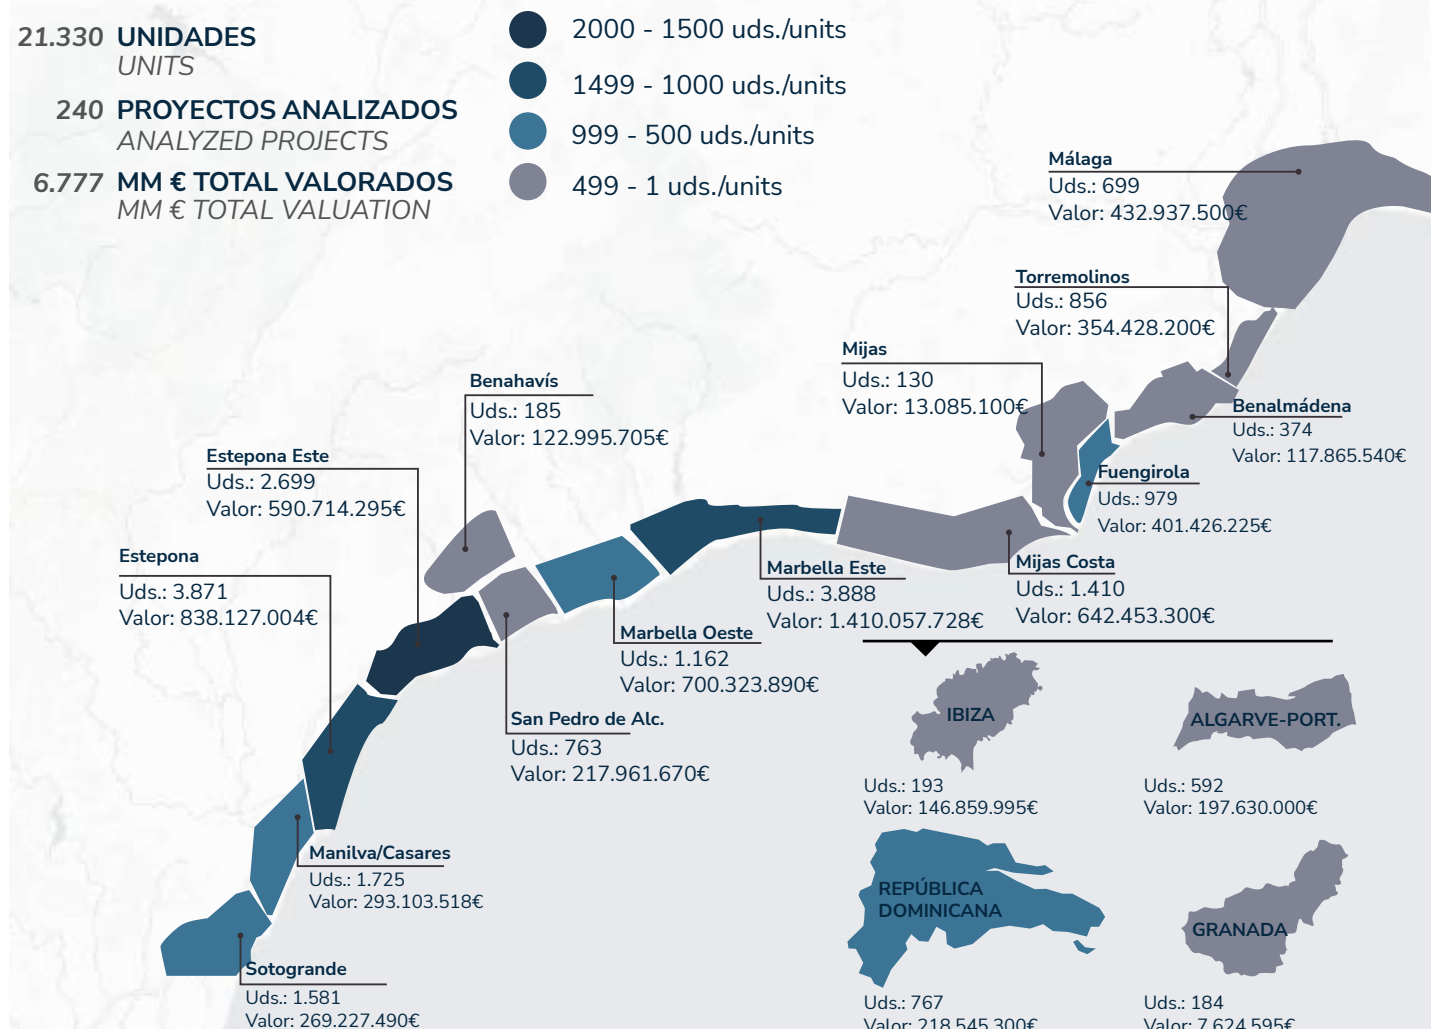 21.330 UNIDADES
UNITS
240 PROYECTOS ANALIZADOS
ANALYZED PROJECTS
6.777 MM € TOTAL VALORADOS
MM € TOTAL VALUATION
2000 - 1500 uds./units
1499 - 1000 uds./units
999 - 500 uds./units
499 - 1 uds./units
Málaga
Uds.: 699
Valor: 432.937.500€
Torremolinos
Uds.: 856
Valor: 354.428.200€
Mijas
Uds.: 130
Valor: 13.085.100€
Benahavís
Uds.: 185
Valor: 122.995.705€
Benalmádena
Uds.: 374
Valor: 117.865.540€
Estepona Este
Uds.: 2.699
Valor: 590.714.295€
Fuengirola
Uds.: 979
Valor: 401.426.225€
Estepona
Uds.: 3.871
Valor: 838.127.004€
Marbella Este
Uds.: 3.888
Valor: 1.410.057.728€
Mijas Costa
Uds.: 1.410
Valor: 642.453.300€
Marbella Oeste
Uds.: 1.162
Valor: 700.323.890€
San Pedro de Alc.
Uds.: 763
Valor: 217.961.670€
Manilva/Casares
Uds.: 1.725
Valor: 293.103.518€
Sotogrande
Uds.: 1.581
Valor: 269.227.490€
IBIZA
Uds.: 193
Valor: 146.859.995€
ALGARVE-PORT.
Uds.: 592
Valor: 197.630.000€
REPÚBLICA
DOMINICANA
Uds.: 767
Valor: 218.545.300€
GRANADA
Uds.: 184
Valor: 7.624.595€